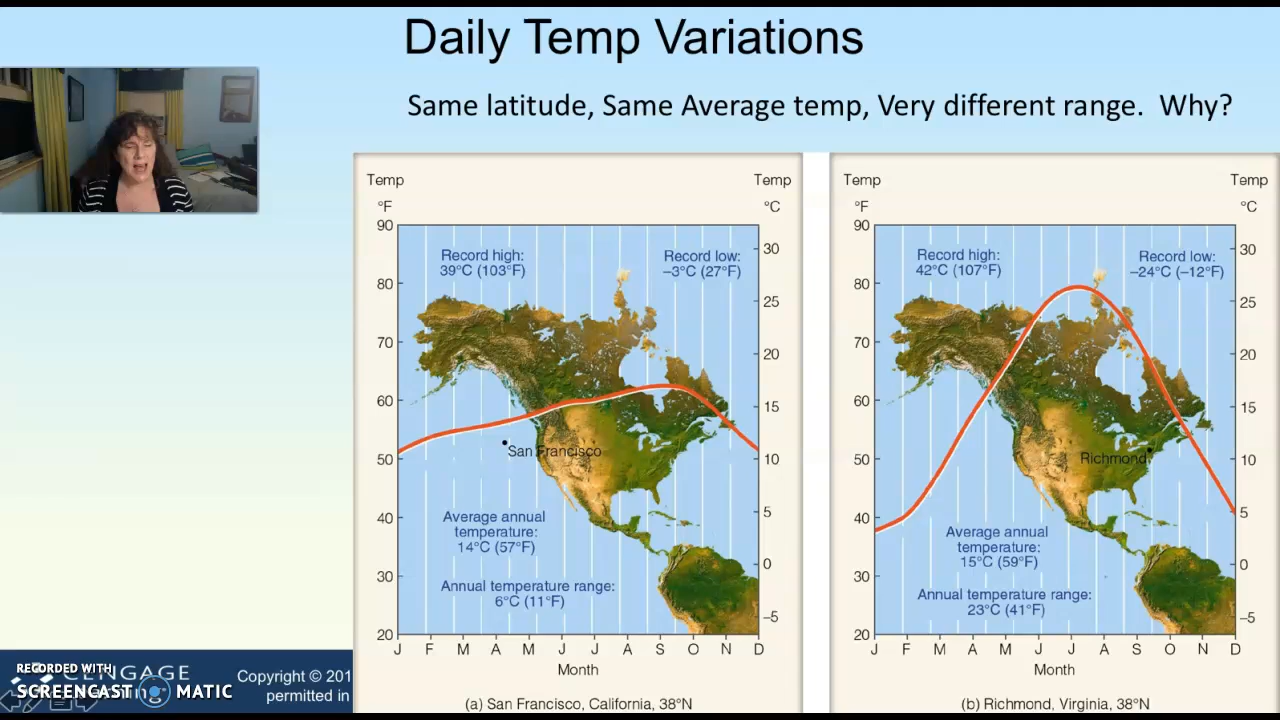 Daily Temp Variations
Same latitude, Same Average temp, Very different range. Why?
Temp
Temp
°F
°C
90
80
70
60
50
40
30
20
30
25
20
15
10
5
0
–5
Record high:
39°C (103°F)
Record low:
–3°C (27°F)
San Francisco
Average annual
temperature:
14°C (57°F)
Annual temperature range:
6°C (11°F)
J F M A M J J A S O N D
Month
(a) San Francisco, California, 38°N
Temp
Temp
°F
°C
90
80
70
60
50
40
30
20
30
25
20
15
10
5
0
–5
Record high:
42°C (107°F)
Record low:
–24°C (–12°F)
Richmond
Average annual
temperature:
15°C (59°F)
Annual temperature range:
23°C (41°F)
J F M A M J J A S O N D
Month
(b) Richmond, Virginia, 38°N
RECORDED WITH
CENGAGE
SCREENCAST MATIC
Copyright © 201
permitted in